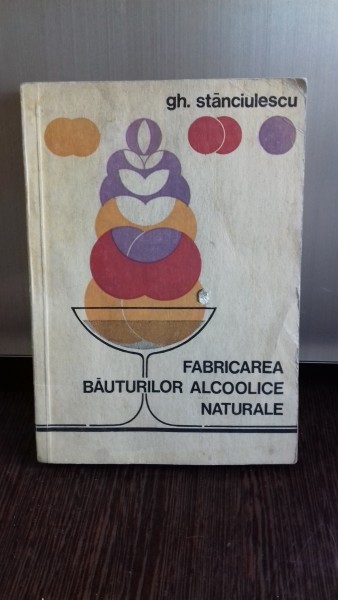 gh. stănciulescu
FABRICAREA
BĂUTURILOR ALCOOLICE
NATURALE